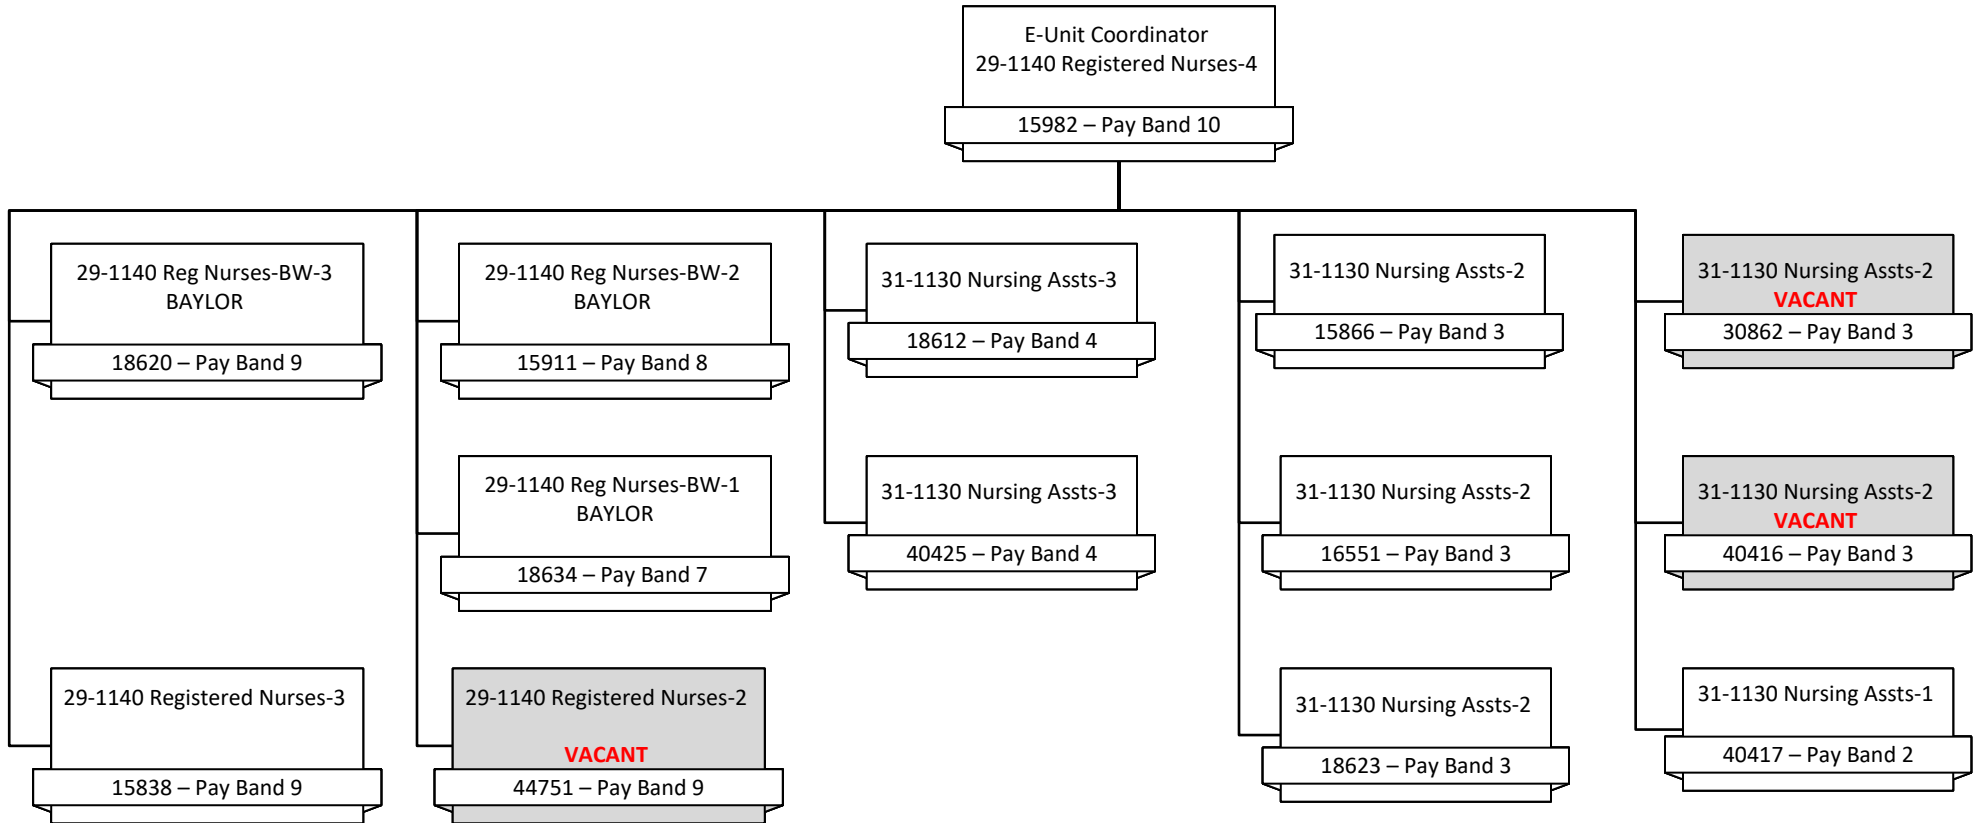 E-Unit Coordinator
29-1140 Registered Nurses-4
15982 – Pay Band 10
29-1140 Reg Nurses-BW-3
BAYLOR
18620 – Pay Band 9
29-1140 Reg Nurses-BW-2
BAYLOR
15911 – Pay Band 8
31-1130 Nursing Assts-3
18612 – Pay Band 4
31-1130 Nursing Assts-2
15866 – Pay Band 3
31-1130 Nursing Assts-2
VACANT
30862 – Pay Band 3
29-1140 Reg Nurses-BW-1
BAYLOR
18634 – Pay Band 7
31-1130 Nursing Assts-3
40425 – Pay Band 4
31-1130 Nursing Assts-2
16551 – Pay Band 3
31-1130 Nursing Assts-2
VACANT
40416 – Pay Band 3
29-1140 Registered Nurses-3
15838 – Pay Band 9
29-1140 Registered Nurses-2
VACANT
44751 – Pay Band 9
31-1130 Nursing Assts-2
18623 – Pay Band 3
31-1130 Nursing Assts-1
40417 – Pay Band 2